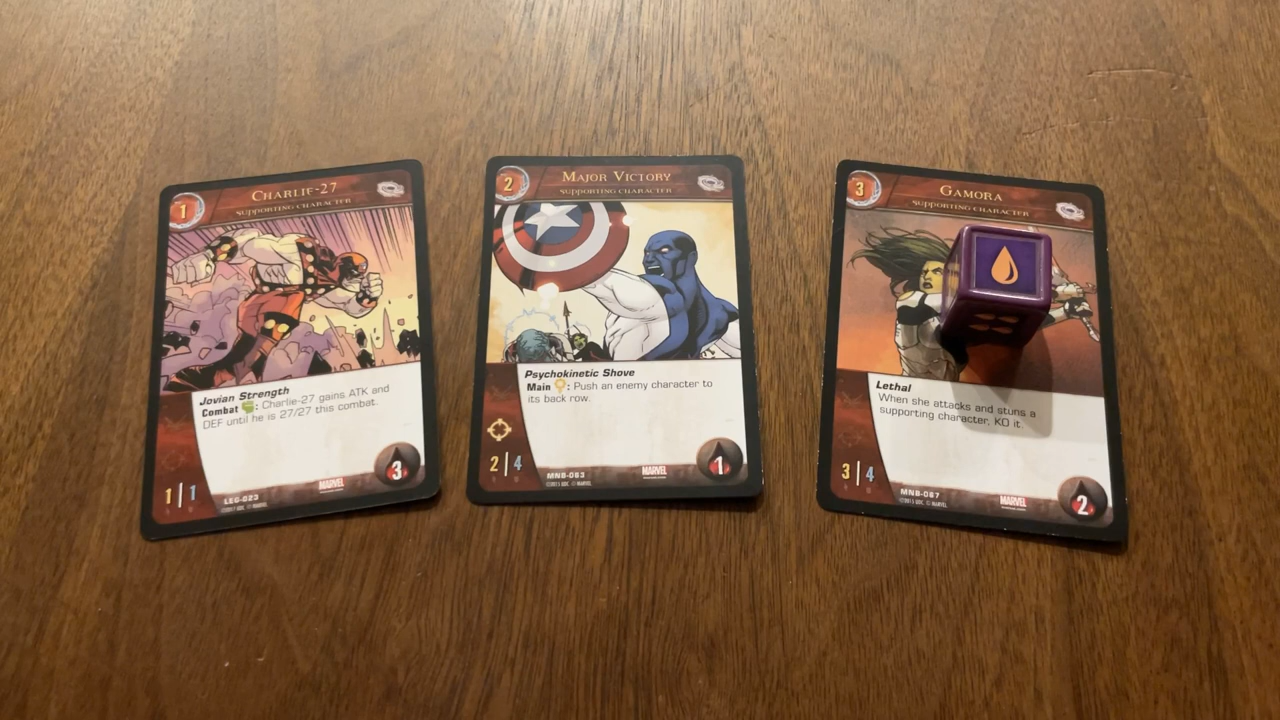 1
CHARLIE-27
SUPPORTING CHARACTER
Jovian Strength
Combat : Charlie-27 gains ATK and
DEF until he is 27/27 this combat.
1|1
3
LEG-023
MARVEL
2
MAJOR VICTORY
SUPPORTING CHARACTER
Psychokinetic Shove
Main : Push an enemy character to
its back row.
2|4
1
MNB-063
MARVEL
3
GAMORA
SUPPORTING CHARACTER
Lethal
When she attacks and stuns a
supporting character, KO it.
3|4
2
MNB-067
MARVEL